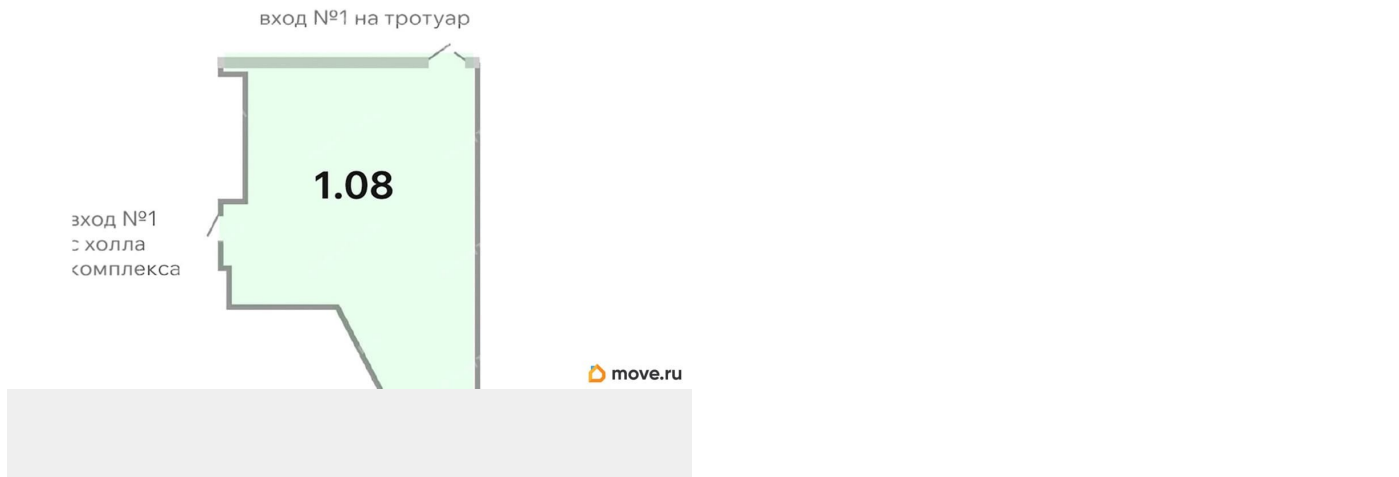 вход №1 на тротуар
1.08
вход №1
с холла
комплекса
move.ru